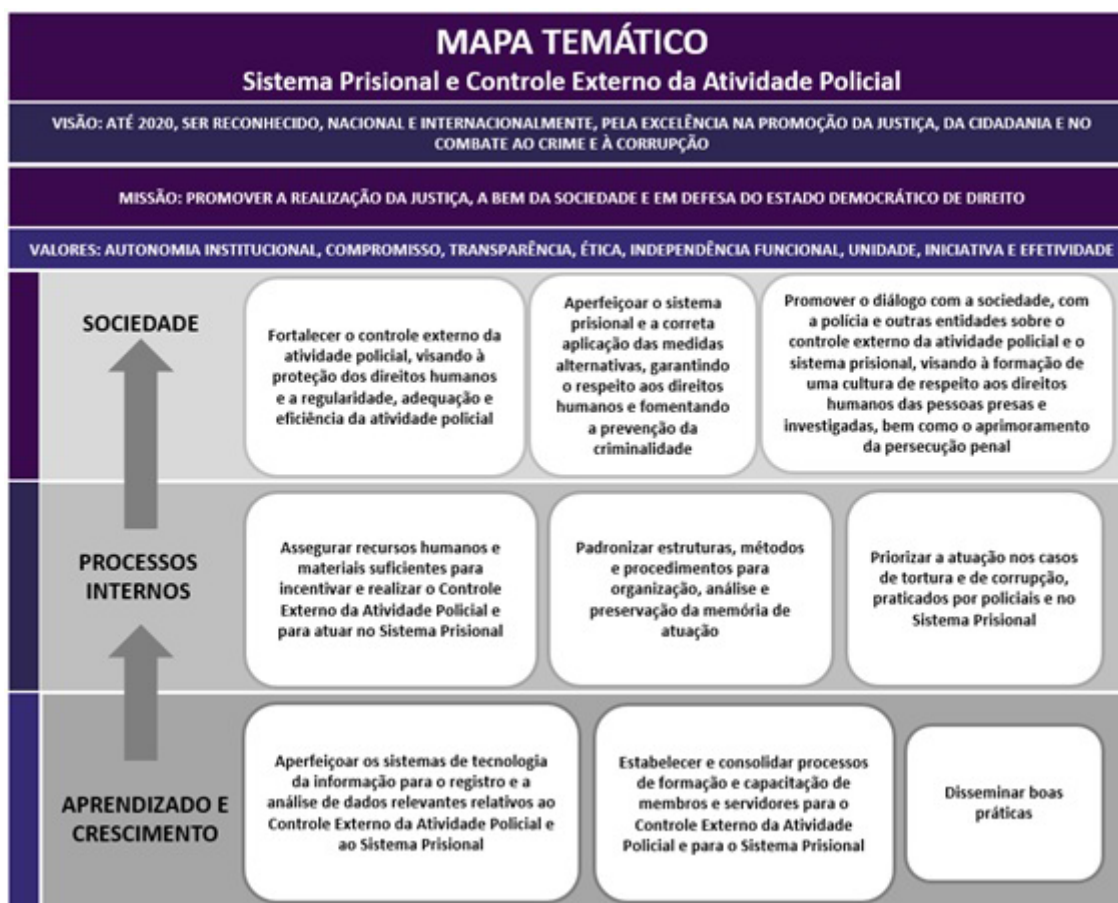 MAPA TEMÁTICO
Sistema Prisional e Controle Externo da Atividade Policial
VISÃO: ATÉ 2020, SER RECONHECIDO, NACIONAL E INTERNACIONALMENTE, PELA EXCELÊNCIA NA PROMOÇÃO DA JUSTIÇA, DA CIDADANIA E NO
COMBATE AO CRIME E À CORRUPÇÃO
MISSÃO: PROMOVER A REALIZAÇÃO DA JUSTIÇA, A BEM DA SOCIEDADE E EM DEFESA DO ESTADO DEMOCRÁTICO DE DIREITO
VALORES: AUTONOMIA INSTITUCIONAL, COMPROMISSO, TRANSPARÊNCIA, ÉTICA, INDEPENDÊNCIA FUNCIONAL, UNIDADE, INICIATIVA E EFETIVIDADE
SOCIEDADE
Fortalecer o controle externo da
atividade policial, visando à
proteção dos direitos humanos
e a regularidade, adequação e
eficiência da atividade policial
Aperfeiçoar o sistema
prisional e a correta
aplicação das medidas
alternativas, garantindo
o respeito aos direitos
humanos e fomentando
a prevenção da
criminalidade
Promover o diálogo com a sociedade, com
a polícia e outras entidades sobre o
controle externo da atividade policial e o
sistema prisional, visando à formação de
uma cultura de respeito aos direitos
humanos das pessoas presas e
investigadas, bem como o aprimoramento
da persecução penal
PROCESSOS
INTERNOS
Assegurar recursos humanos e
materiais suficientes para
incentivar e realizar o Controle
Externo da Atividade Policial e
para atuar no Sistema Prisional
Padronizar estruturas, métodos
e procedimentos para
organização, análise e
preservação da memória de
atuação
Priorizar a atuação nos casos
de tortura e de corrupção,
praticados por policiais e no
Sistema Prisional
APRENDIZADO E
CRESCIMENTO
Aperfeiçoar os sistemas de tecnologia
da informação para o registro e a
análise de dados relevantes relativos ao
Controle Externo da Atividade Policial e
ao Sistema Prisional
Estabelecer e consolidar processos
de formação e capacitação de
membros e servidores para o
Controle Externo da Atividade
Policial e para o Sistema Prisional
Disseminar boas
práticas